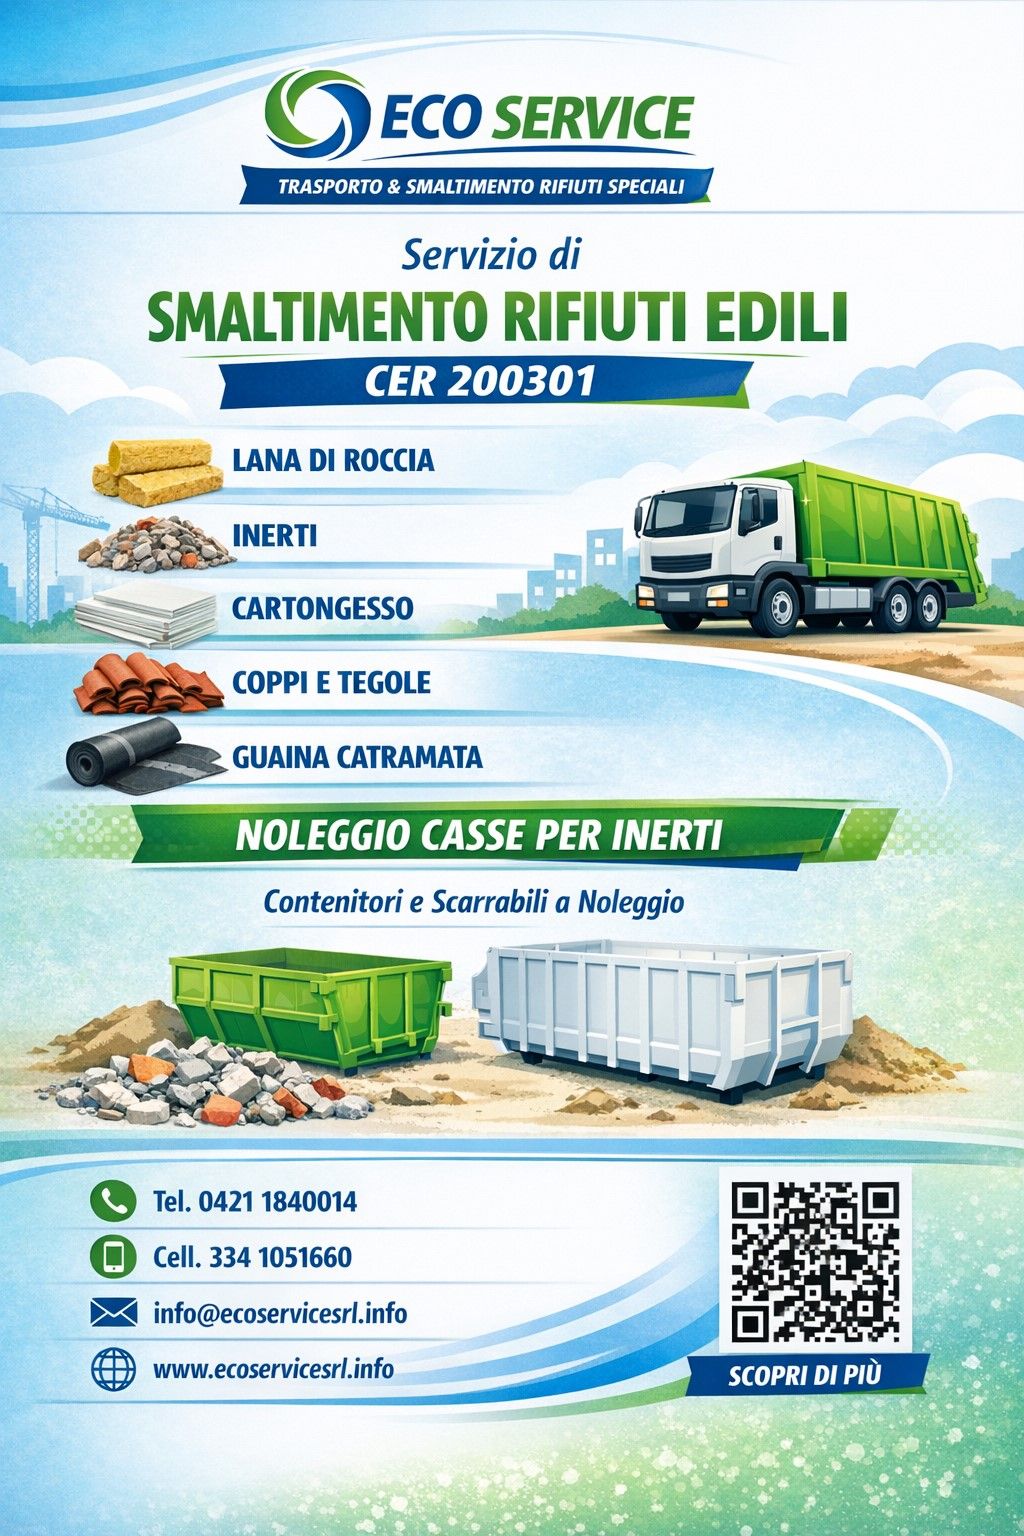 ECO SERVICE
TRASPORTO & SMALTIMENTO RIFIUTI SPECIALI
Servizio di
SMALTIMENTO RIFIUTI EDILI
CER 200301
LANA DI ROCCIA
INERTI
CARTONGESSO
COPPI E TEGOLE
GUAINA CATRAMATA
NOLEGGIO CASSE PER INERTI
Contenitori e Scarrabili a Noleggio
Tel. 0421 1840014
Cell. 334 1051660
info@ecoservicesrl.info
www.ecoservicesrl.info
SCOPRI DI PIÙ